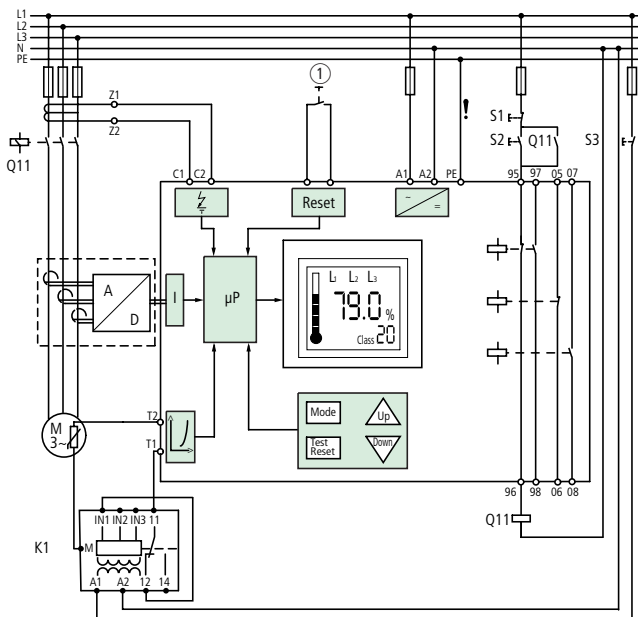 L1
L2
L3
N
PE
Z1
Z2
Q11
1
!
S1
S2 Q11 S3
C1 C2 A1 A2 PE 95 97 05 07
Reset
~
=
L1 L2 L3
79.0 %
Class 20
A
D
I
µP
Mode Up
Test
Reset
Down
T2
T1
M
3~
96 98 06 08
Q11
IN1 IN2 IN3 11
K1 M
A1 A2 12 14